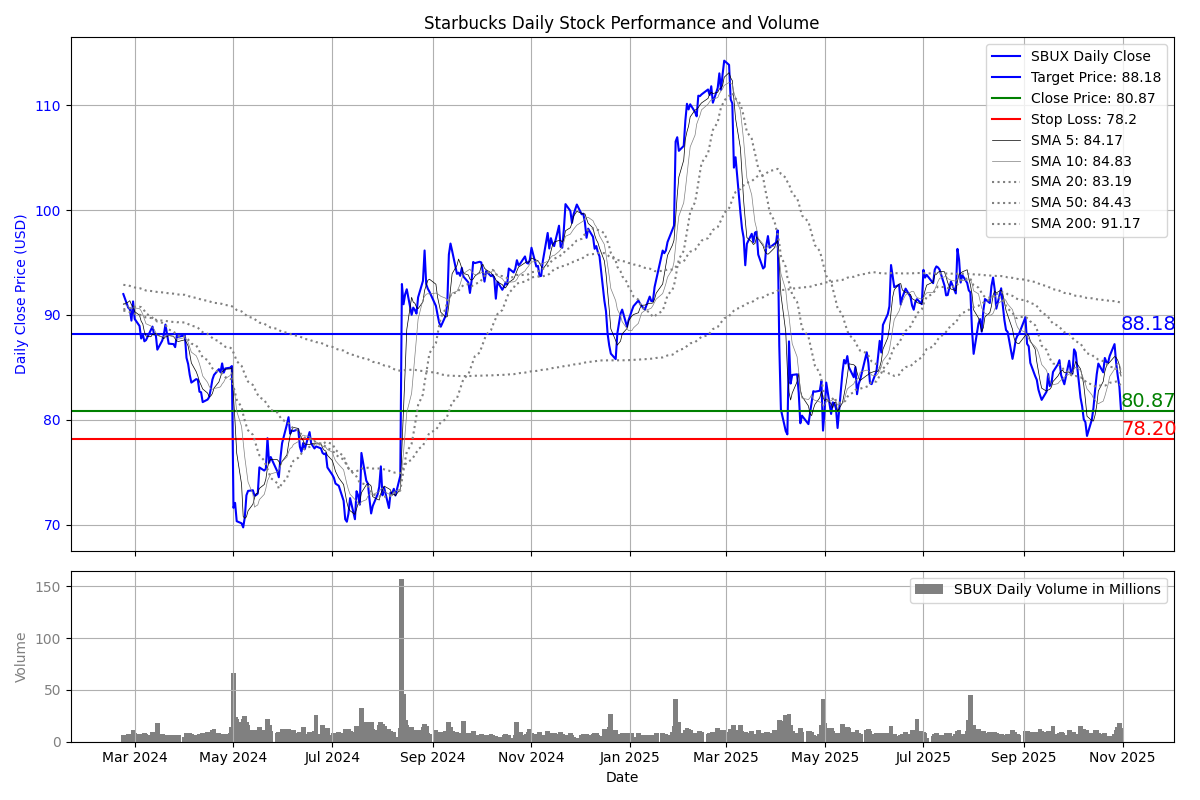 Starbucks Daily Stock Performance and Volume
Daily Close Price (USD)
110
100
90
80
70
SBUX Daily Close
Target Price: 88.18
Close Price: 80.87
Stop Loss: 78.2
SMA 5: 84.17
SMA 10: 84.83
SMA 20: 83.19
SMA 50: 84.43
SMA 200: 91.17
88.18
80.87
78.20
Volume
150
100
50
0
SBUX Daily Volume in Millions
Mar 2024
May 2024
Jul 2024
Sep 2024
Nov 2024
Jan 2025
Mar 2025
May 2025
Jul 2025
Sep 2025
Nov 2025
Date